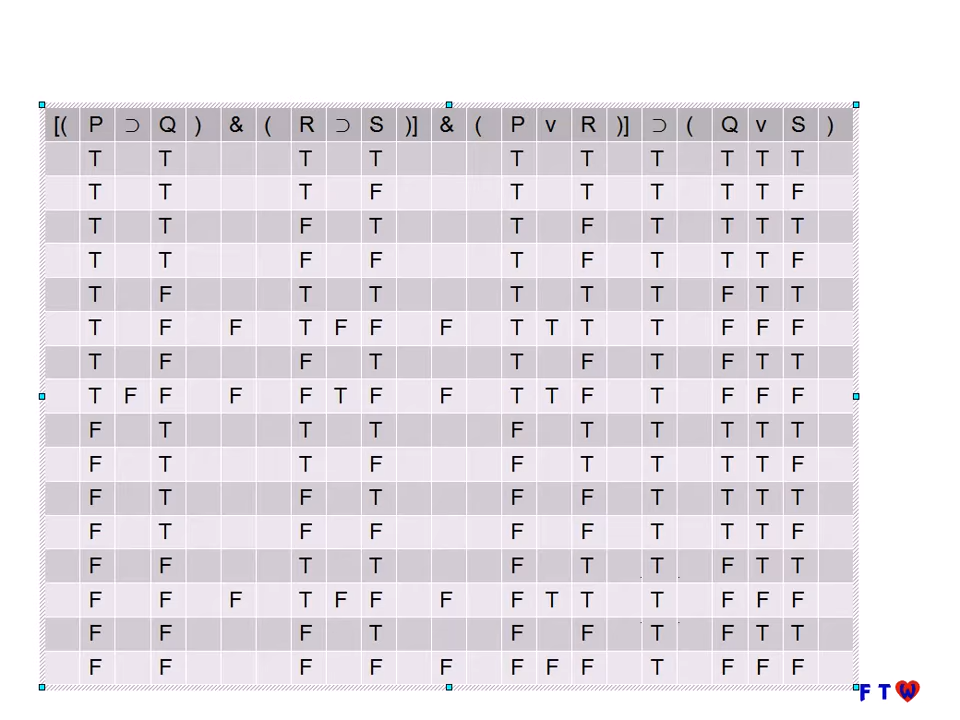 [( P ⊃ Q ) & ( R ⊃ S )] & ( P v R )] ⊃ ( Q v S )
T T T T T T T T T T
T T T F T T T T T F
T T F T T F T T T T
T T F F T F T T T F
T F T T T T T F T T
T F F T F F F T T T T F F F
T F F T T F T F T T
T F F F F T F F T T F T F F F
F T T T F T T T T T
F T T F F T T T T F
F T F T F F T T T T
F T F F F F T T T F
F F T T F T T F T T
F F F T F F F F T T T F F F
F F F T F F T F T T
F F F F F F F F T F F F
F T W